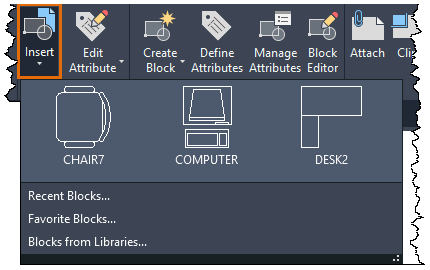 Insert
Edit
Attribute
Create
Block
Define
Attributes
Manage
Attributes
Block
Editor
Attach
Cli
CHAIR7
COMPUTER
DESK2
Recent Blocks...
Favorite Blocks...
Blocks from Libraries...